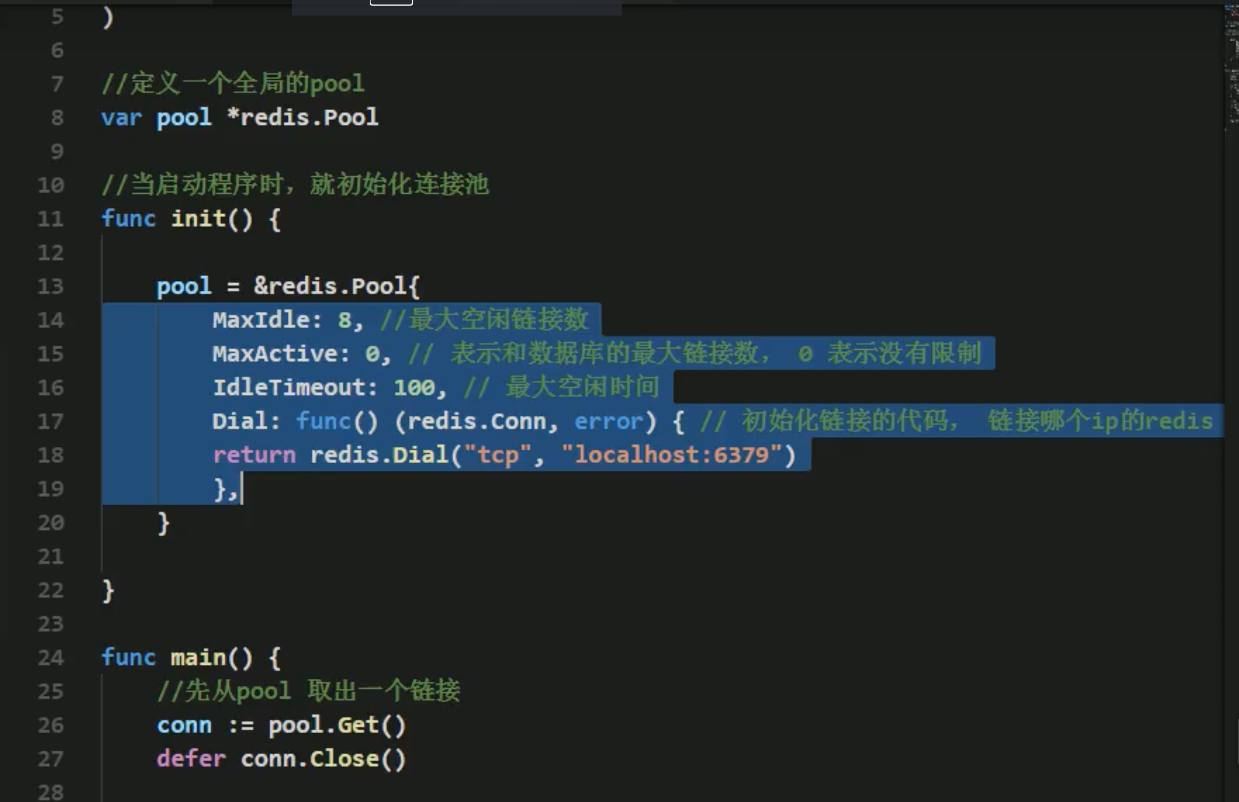 5 )
6
7 //定义一个全局的pool
8 var pool *redis.Pool
9
10 //当启动程序时，就初始化连接池
11 func init() {
12
13 pool = &redis.Pool{
14 MaxIdle: 8, //最大空闲链接数
15 MaxActive: 0, // 表示和数据库的最大链接数， 0 表示没有限制
16 IdleTimeout: 100, // 最大空闲时间
17 Dial: func() (redis.Conn, error) { // 初始化链接的代码， 链接哪个ip的redis
18 return redis.Dial("tcp", "localhost:6379")
19 },
20 }
21
22 }
23
24 func main() {
25 //先从pool 取出一个链接
26 conn := pool.Get()
27 defer conn.Close()
28